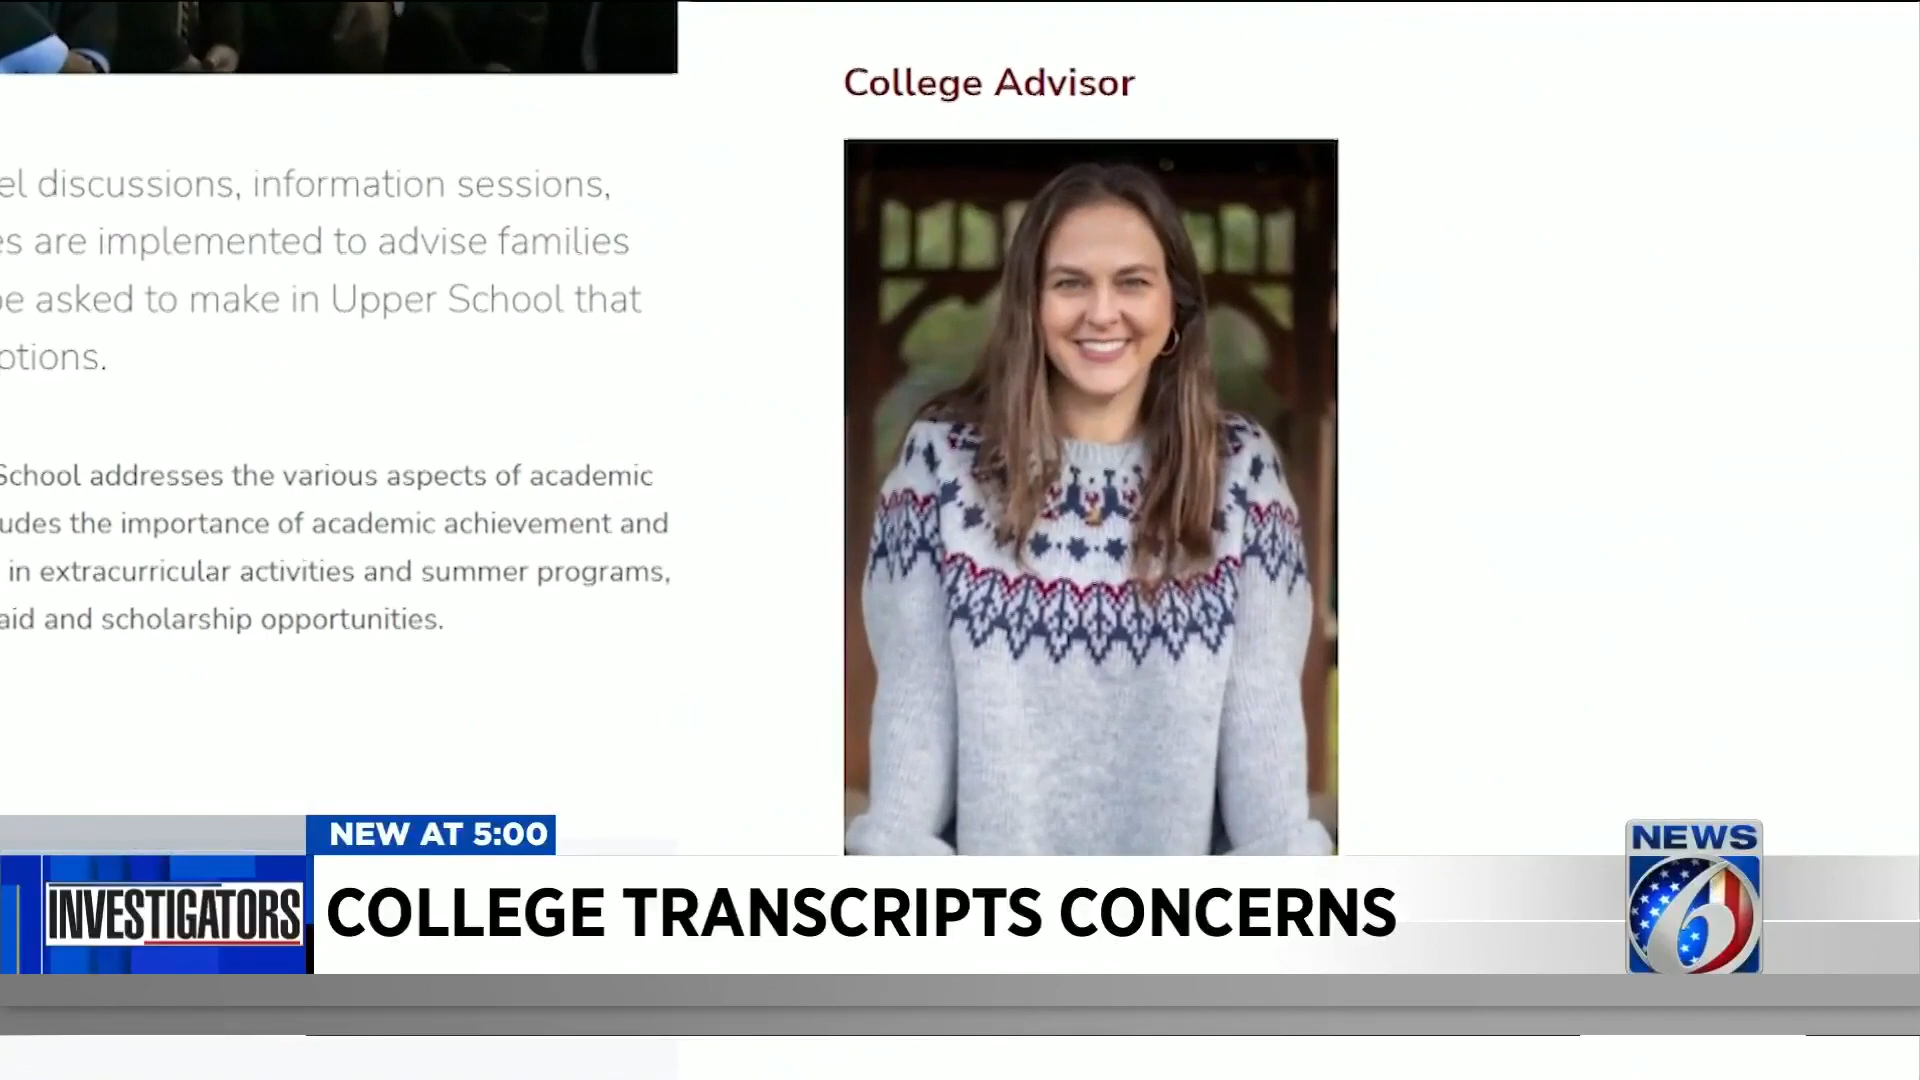 College Advisor
el discussions, information sessions,
es are implemented to advise families
be asked to make in Upper School that
ptions.
School addresses the various aspects of academic
udes the importance of academic achievement and
in extracurricular activities and summer programs,
aid and scholarship opportunities.
NEW AT 5:00
INVESTIGATORS
COLLEGE TRANSCRIPTS CONCERNS
NEWS
6